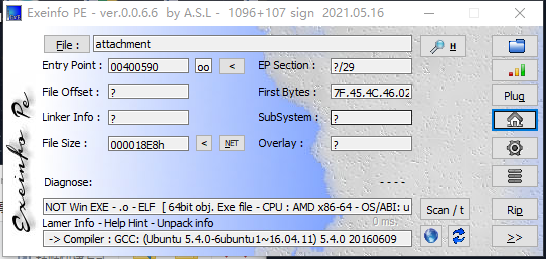 Exeinfo PE - ver.0.0.6.6 by A.S.L - 1096+107 sign 2021.05.16
File : attachment H
Entry Point : 00400590 oo < EP Section : ?/29
File Offset : ? First Bytes : 7F.45.4C.46.02 Plug
Linker Info : ? SubSystem : ?
File Size : 000018E8h < NET Overlay : ?
Diagnose: - - - -
NOT Win EXE - .o - ELF [ 64bit obj. Exe file - CPU : AMD x86-64 - OS/ABI: u Scan / t Rip
Lamer Info - Help Hint - Unpack info 0 ms.
-> Compiler : GCC: (Ubuntu 5.4.0-6ubuntu1~16.04.11) 5.4.0 20160609 >>
Exeinfo Pe